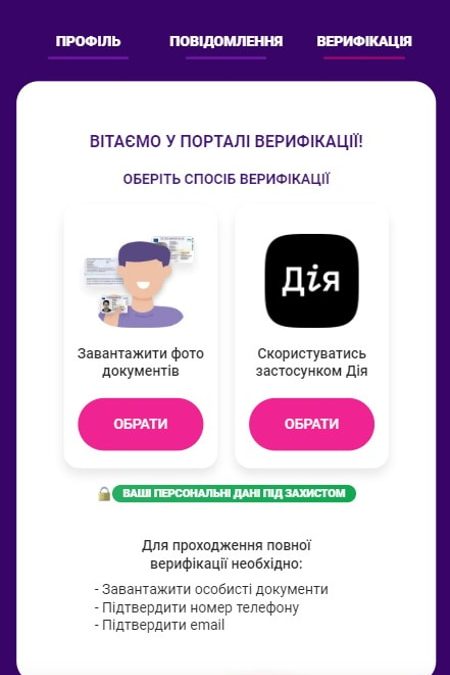 ПРОФІЛЬ ПОВІДОМЛЕННЯ ВЕРИФІКАЦІЯ
ВІТАЄМО У ПОРТАЛІ ВЕРИФІКАЦІЇ!
ОБЕРІТЬ СПОСІБ ВЕРИФІКАЦІЇ
Завантажити фото
документів
ОБРАТИ
Дія
Скористуватись
застосунком Дія
ОБРАТИ
ВАШІ ПЕРСОНАЛЬНІ ДАНІ ПІД ЗАХИСТОМ
Для проходження повної
верифікації необхідно:
- Завантажити особисті документи
- Підтвердити номер телефону
- Підтвердити email